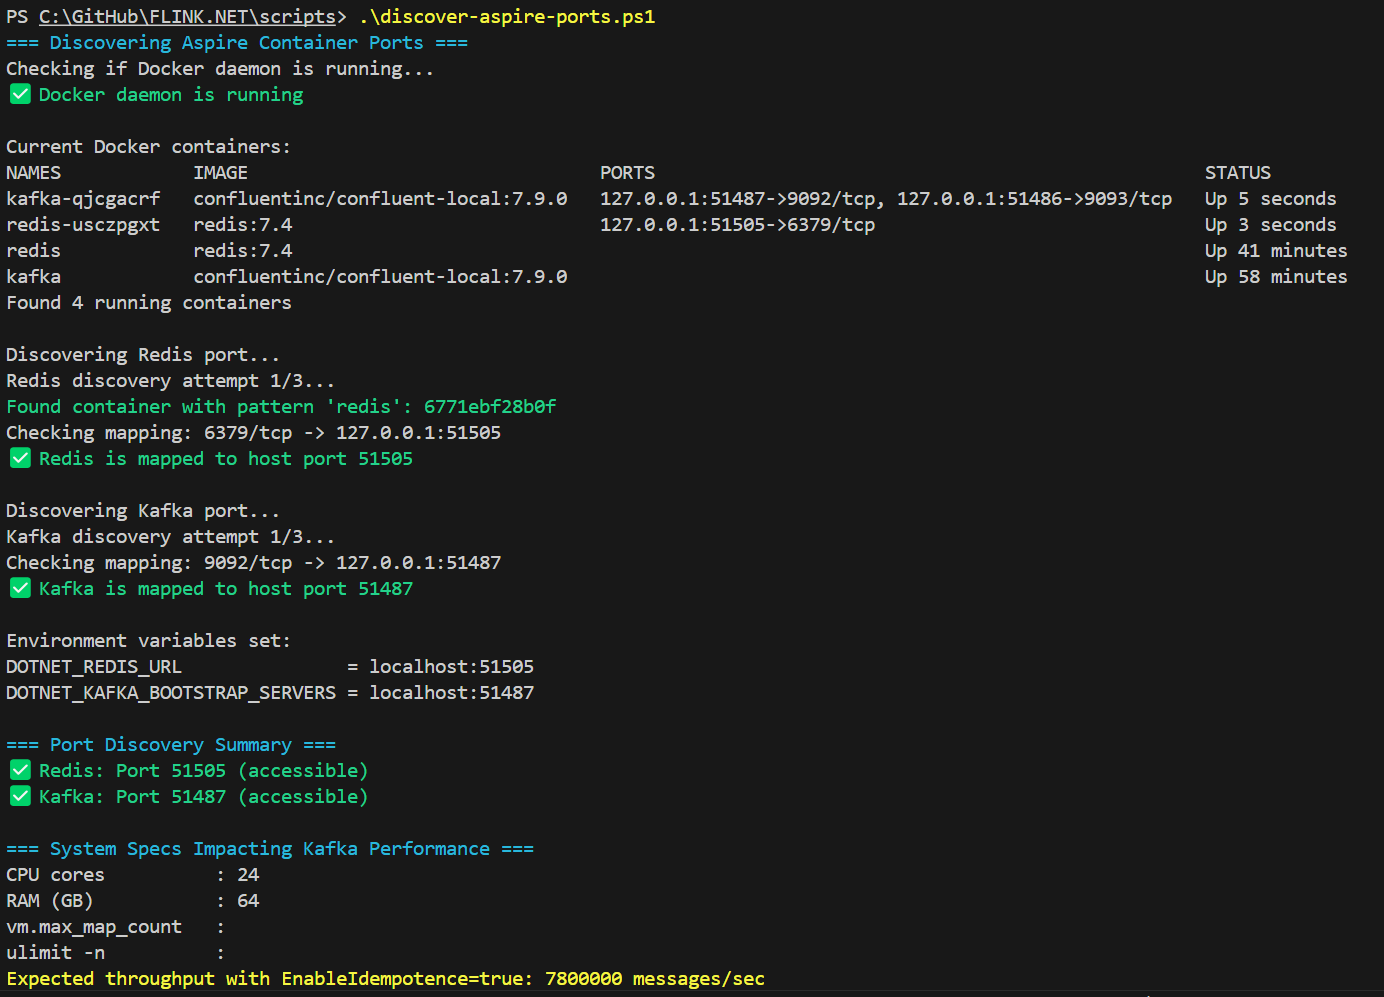 PS C:\GitHub\FLINK.NET\scripts> .\discover-aspire-ports.ps1
=== Discovering Aspire Container Ports ===
Checking if Docker daemon is running...
✅ Docker daemon is running
Current Docker containers:
NAMES            IMAGE                                PORTS                                                  STATUS
kafka-qjcgacrf   confluentinc/confluent-local:7.9.0   127.0.0.1:51487->9092/tcp, 127.0.0.1:51486->9093/tcp   Up 5 seconds
redis-usczpgxt   redis:7.4                            127.0.0.1:51505->6379/tcp                              Up 3 seconds
redis            redis:7.4                                                                                   Up 41 minutes
kafka            confluentinc/confluent-local:7.9.0                                                          Up 58 minutes
Found 4 running containers
Discovering Redis port...
Redis discovery attempt 1/3...
Found container with pattern 'redis': 6771ebf28b0f
Checking mapping: 6379/tcp -> 127.0.0.1:51505
✅ Redis is mapped to host port 51505
Discovering Kafka port...
Kafka discovery attempt 1/3...
Checking mapping: 9092/tcp -> 127.0.0.1:51487
✅ Kafka is mapped to host port 51487
Environment variables set:
DOTNET_REDIS_URL               = localhost:51505
DOTNET_KAFKA_BOOTSTRAP_SERVERS = localhost:51487
=== Port Discovery Summary ===
✅ Redis: Port 51505 (accessible)
✅ Kafka: Port 51487 (accessible)
=== System Specs Impacting Kafka Performance ===
CPU cores          : 24
RAM (GB)           : 64
vm.max_map_count   :
ulimit -n          :
Expected throughput with EnableIdempotence=true: 7800000 messages/sec